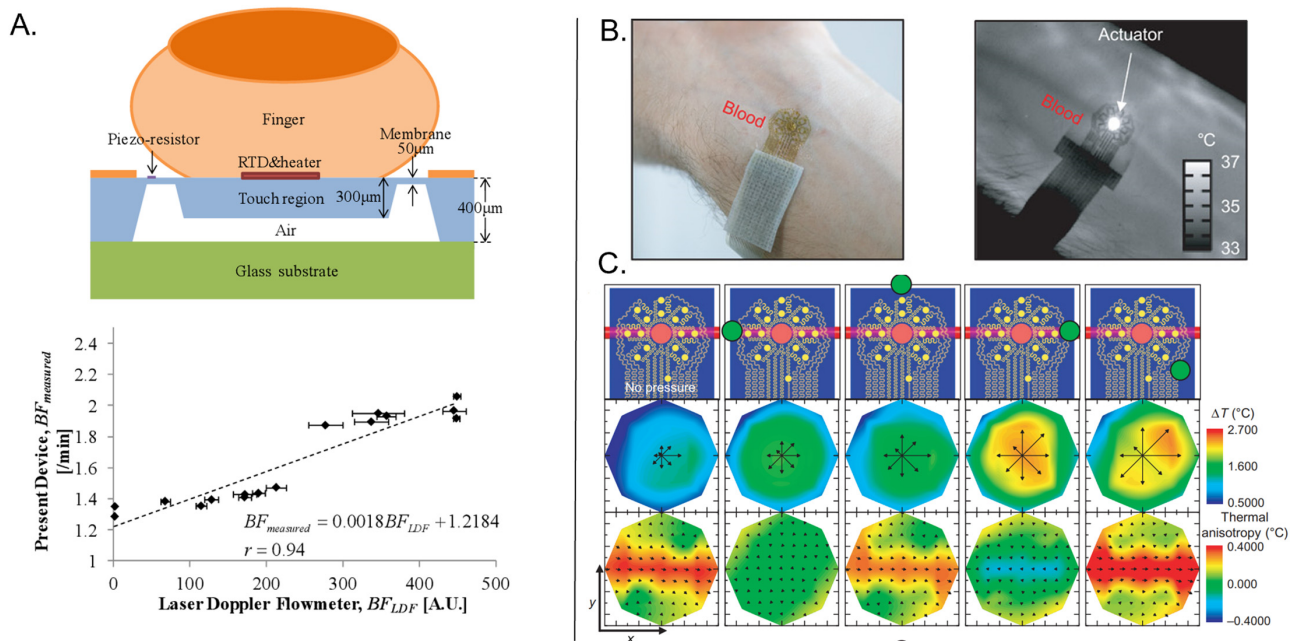 A.
Finger
Piezo-resistor
Membrane
50μm
RTD&heater
Touch region
300μm
400μm
Air
Glass substrate
Present Device, BFmeasured
[/min]
2.4
2.2
2
1.8
1.6
1.4
1.2
1
BFmeasured = 0.0018BFLDF + 1.2184
r = 0.94
0 100 200 300 400 500
Laser Doppler Flowmeter, BFLDF [A.U.]
B.
Blood
Actuator
Blood
°C
37
35
33
C.
No pressure
ΔT (°C)
2.700
1.600
0.5000
Thermal
anisotropy (°C)
0.4000
0.000
–0.4000
y
x